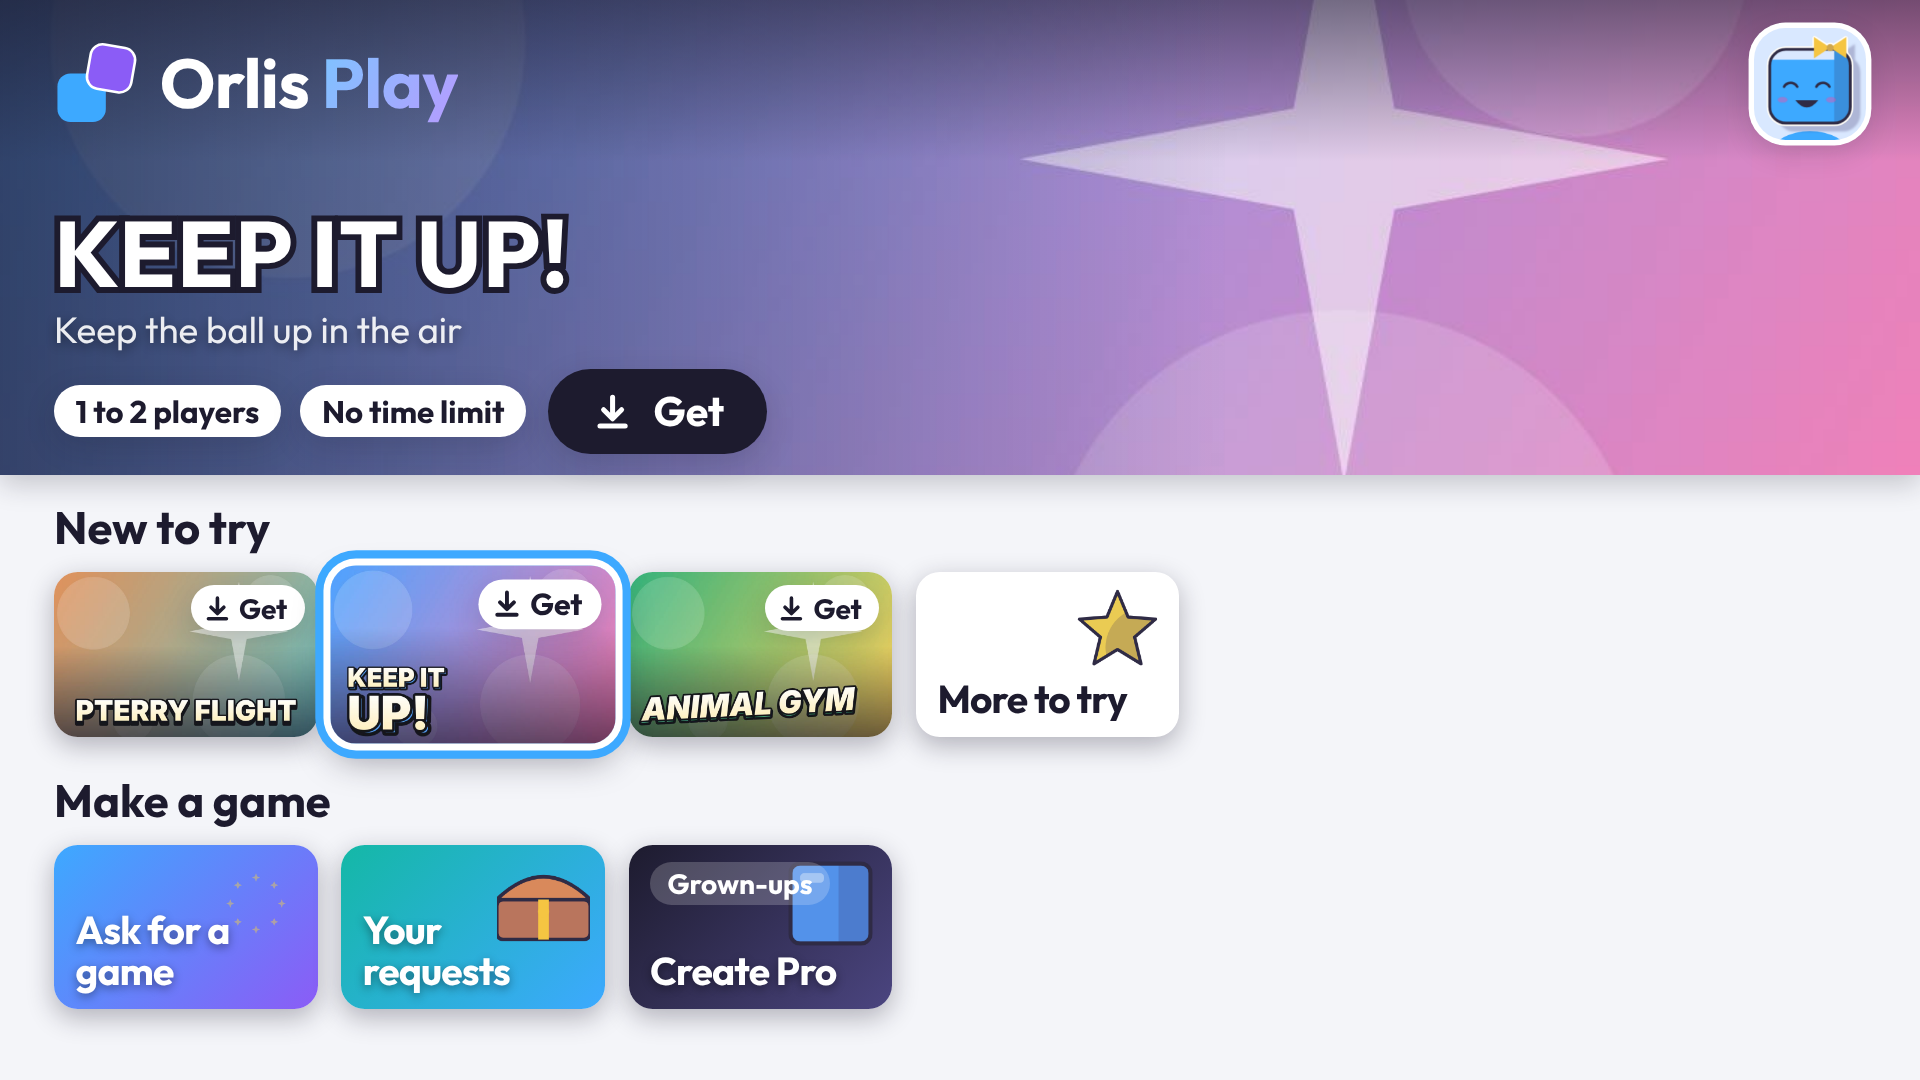 Orlis Play
KEEP IT UP!
Keep the ball up in the air
1 to 2 players
No time limit
Get
New to try
Get
PTERRY FLIGHT
Get
KEEP IT
UP!
Get
ANIMAL GYM
More to try
Make a game
Ask for a
game
Your
requests
Grown-ups
Create Pro